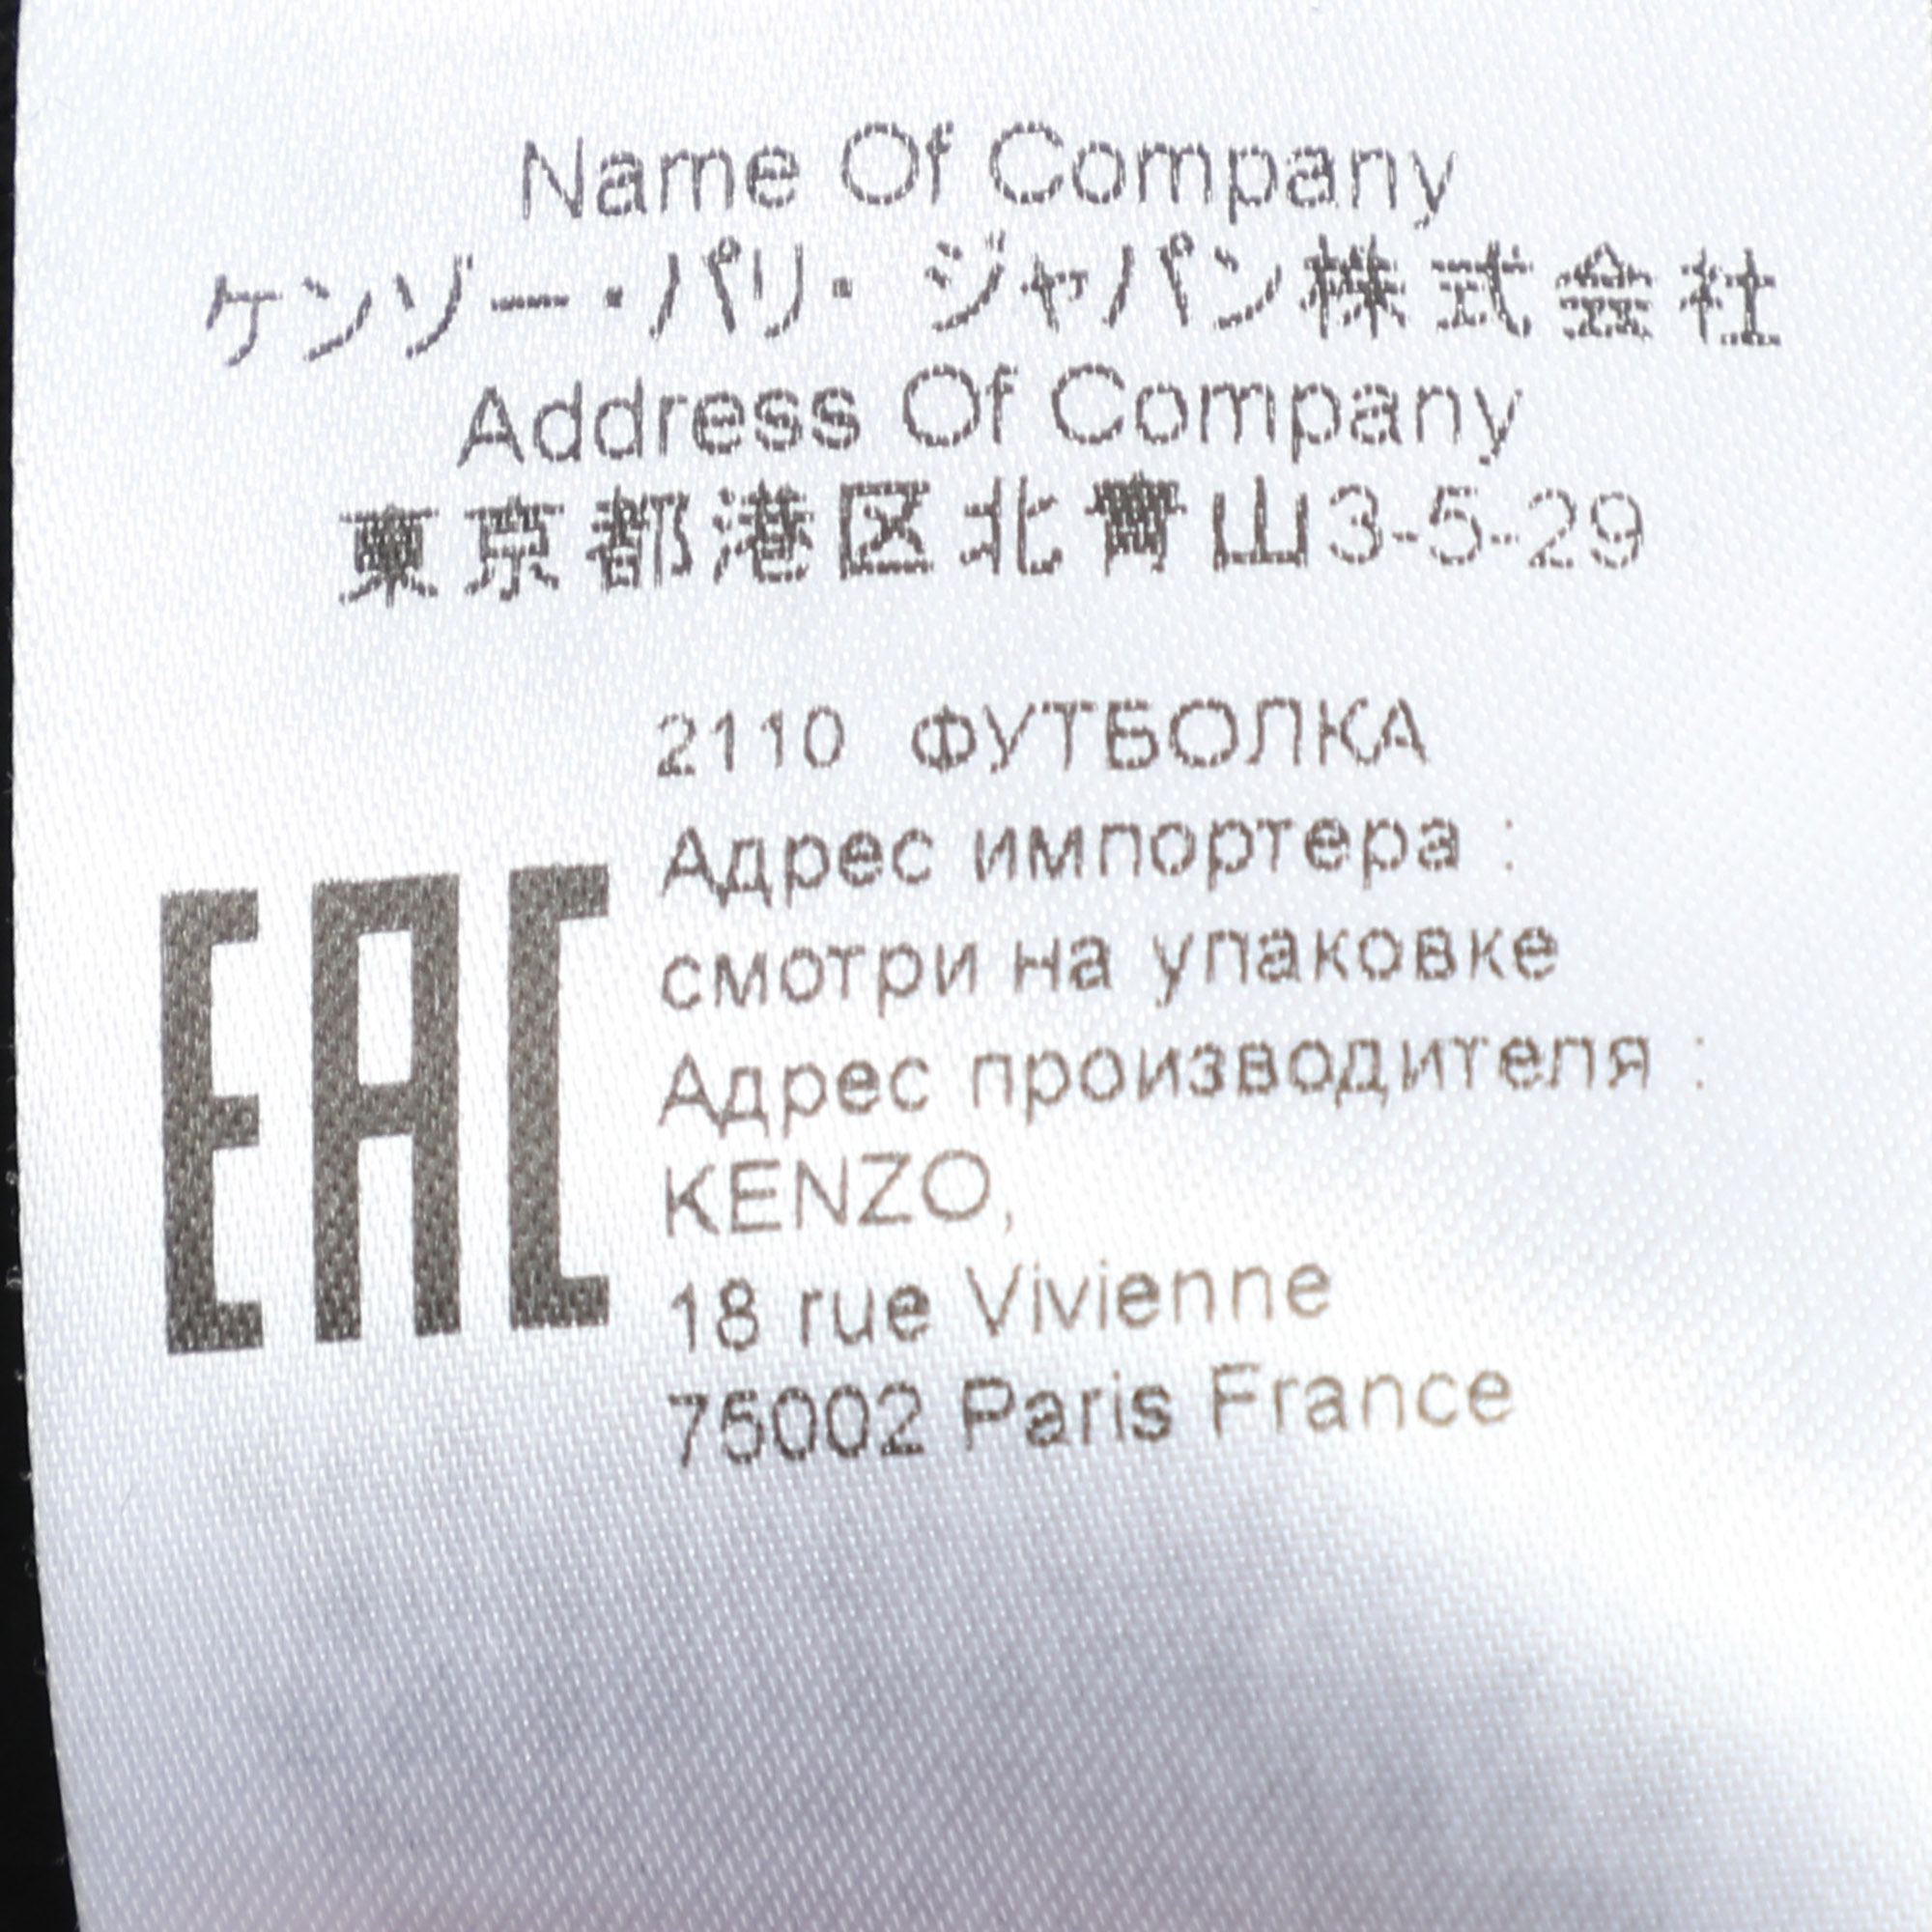 Name Of Company
ケンゾー・パリ・ ジャパン株式会社
Address Of Company
東京都港区北青山3-5-29
2110 ФУТБОЛКА
Адрес импортера :
смотри на упаковке
Адрес производителя :
EAC
KENZO,
18 rue Vivienne
75002 Paris France